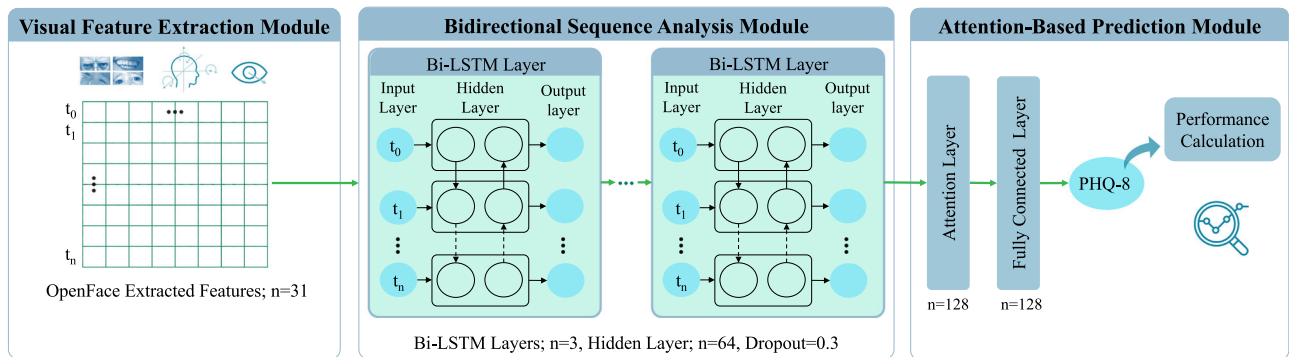 Visual Feature Extraction Module
t0
t1
tn
OpenFace Extracted Features; n=31
Bidirectional Sequence Analysis Module
Bi-LSTM Layer
Input
Layer
Hidden
Layer
Output
layer
t0
t1
tn
Bi-LSTM Layer
Input
Layer
Hidden
Layer
Output
layer
t0
t1
tn
Bi-LSTM Layers; n=3, Hidden Layer; n=64, Dropout=0.3
Attention-Based Prediction Module
Attention Layer
n=128
Fully Connected Layer
n=128
PHQ-8
Performance
Calculation